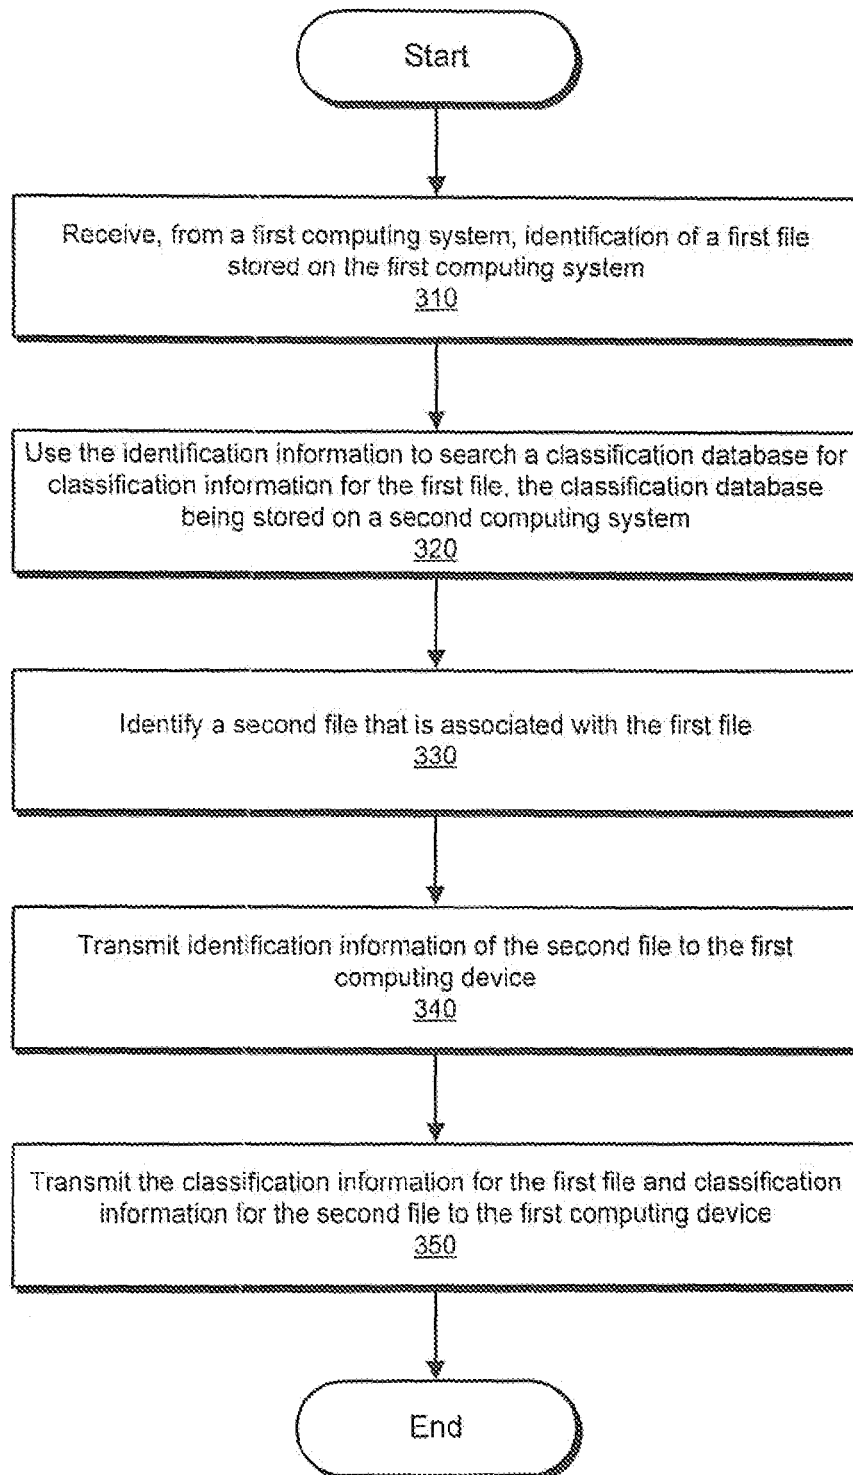 Start
Receive, from a first computing system, identification of a first file
stored on the first computing system
310
Use the identification information to search a classification database for
classification information for the first file, the classification database
being stored on a second computing system
320
Identify a second file that is associated with the first file
330
Transmit identification information of the second file to the first
computing device
340
Transmit the classification information for the first file and classification
information for the second file to the first computing device
350
End